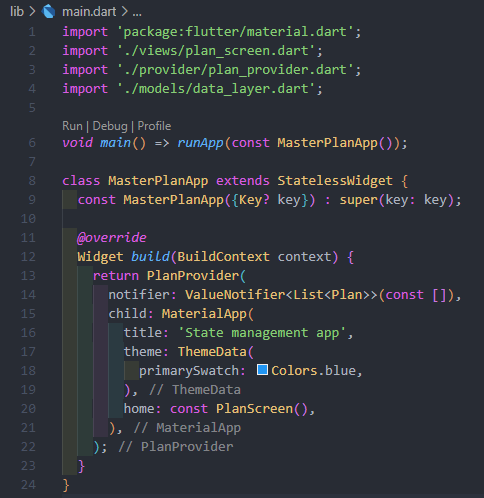 lib > main.dart > ...
1 import 'package:flutter/material.dart';
2 import './views/plan_screen.dart';
3 import './provider/plan_provider.dart';
4 import './models/data_layer.dart';
5
Run | Debug | Profile
6 void main() => runApp(const MasterPlanApp());
7
8 class MasterPlanApp extends StatelessWidget {
9   const MasterPlanApp({Key? key}) : super(key: key);
10
11   @override
12   Widget build(BuildContext context) {
13     return PlanProvider(
14       notifier: ValueNotifier<List<Plan>>(const []),
15       child: MaterialApp(
16         title: 'State management app',
17         theme: ThemeData(
18           primarySwatch: Colors.blue,
19         ), // ThemeData
20         home: const PlanScreen(),
21       ), // MaterialApp
22     ); // PlanProvider
23   }
24 }